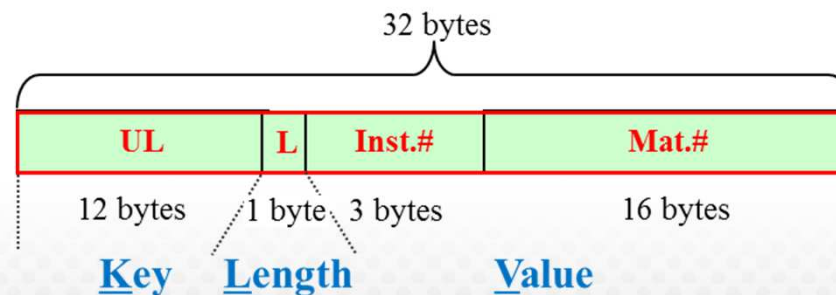 32 bytes
UL L Inst.# Mat.#
12 bytes 1 byte 3 bytes 16 bytes
Key Length Value